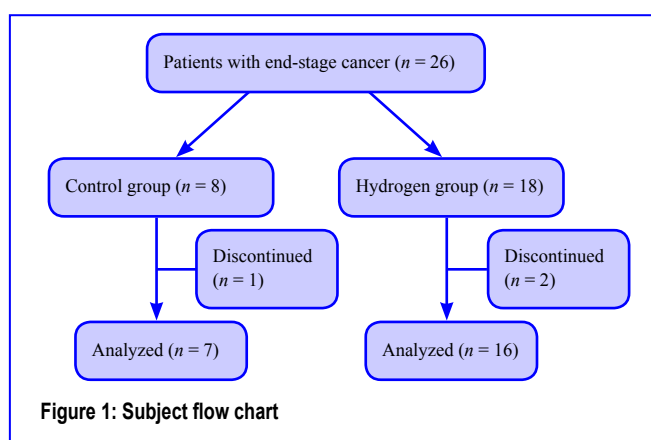 Patients with end-stage cancer (n = 26)
Control group (n = 8)
Hydrogen group (n = 18)
Discontinued
(n = 1)
Discontinued
(n = 2)
Analyzed (n = 7)
Analyzed (n = 16)
Figure 1: Subject flow chart